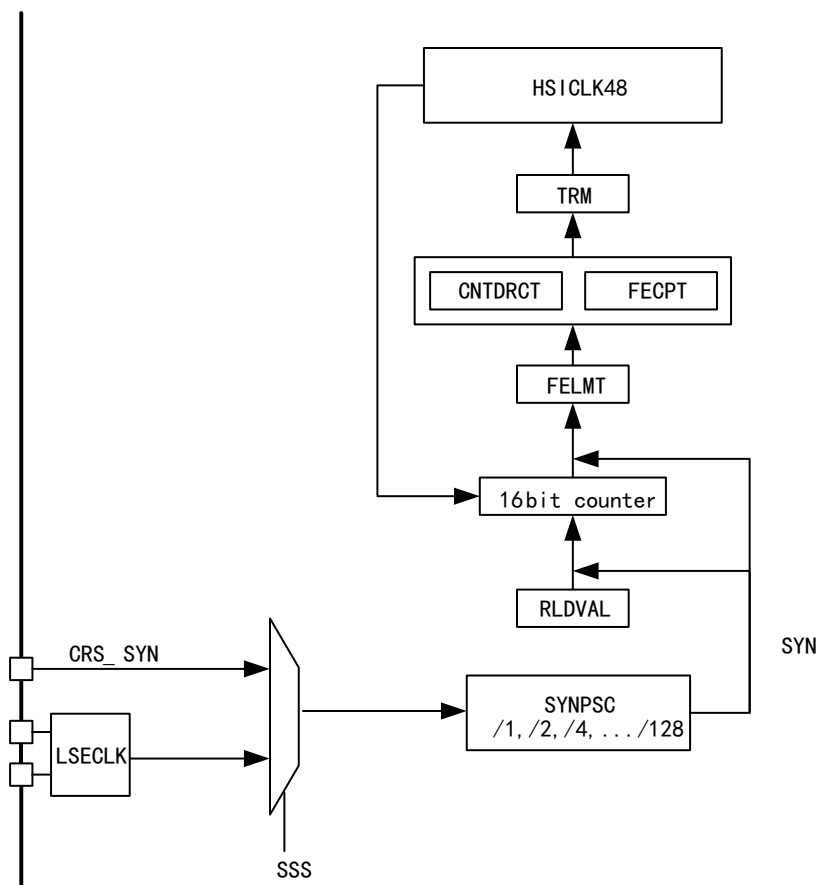 HSICLK48
TRM
CNTDRCT FECPT
FELMT
16bit counter
RLDVAL
SYN
CRS_ SYN
SYNPSC
/1,/2,/4,.../128
LSECLK
SSS